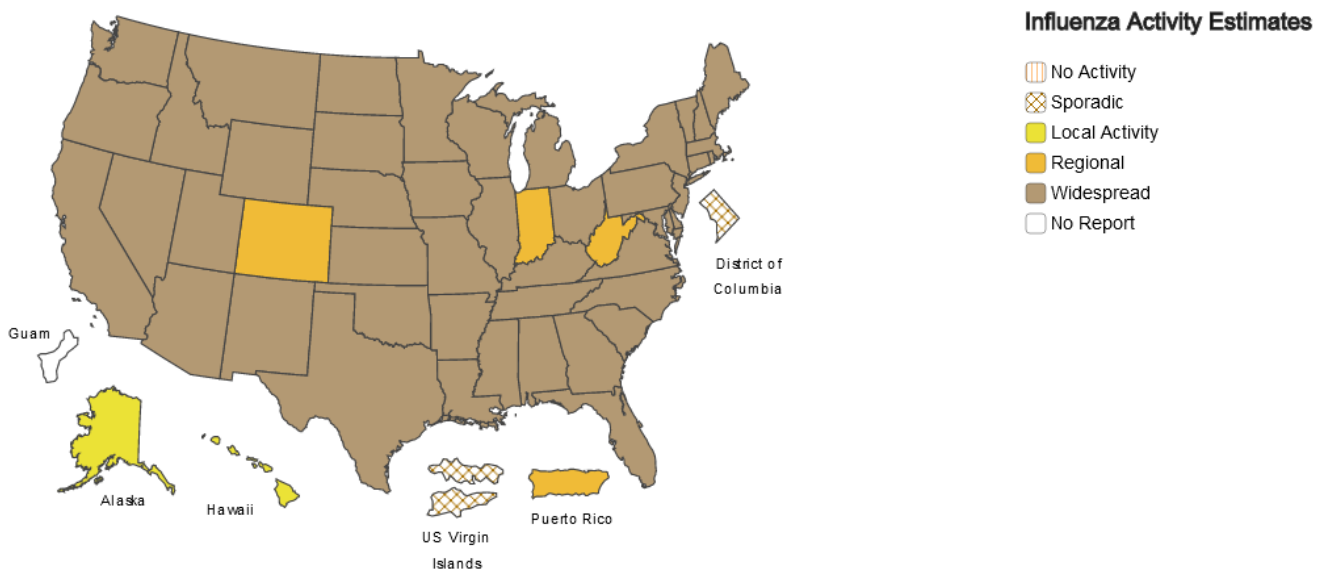 Influenza Activity Estimates
No Activity
Sporadic
Local Activity
Regional
Widespread
No Report
District of
Columbia
Guam
Alaska
Hawaii
US Virgin
Islands
Puerto Rico